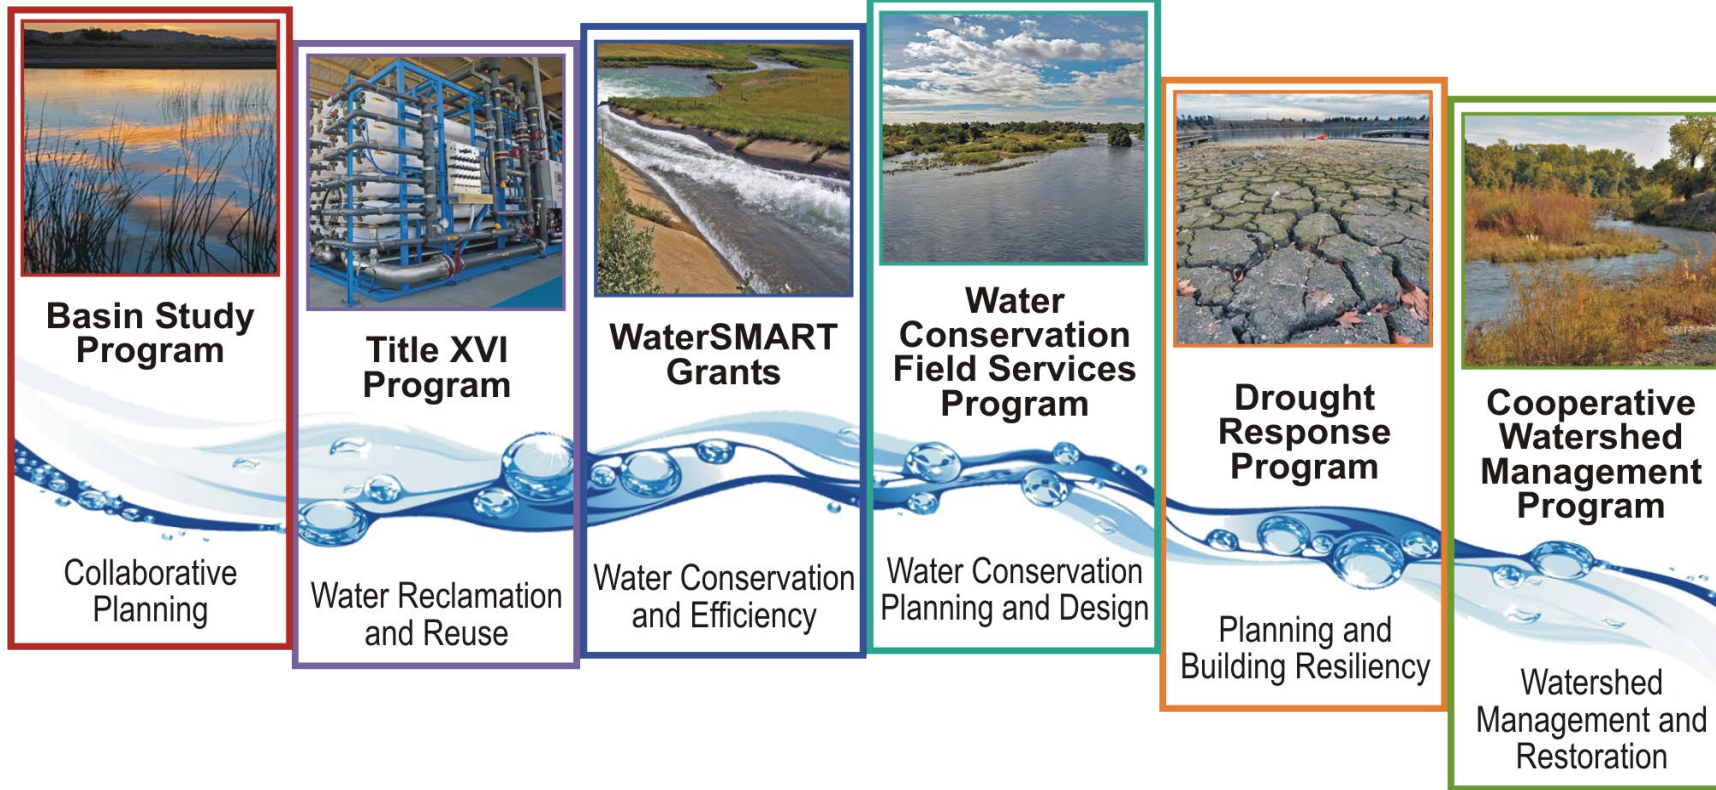 Basin Study
Program
Collaborative
Planning
Title XVI
Program
Water Reclamation
and Reuse
WaterSMART
Grants
Water Conservation
and Efficiency
Water
Conservation
Field Services
Program
Water Conservation
Planning and Design
Drought
Response
Program
Planning and
Building Resiliency
Cooperative
Watershed
Management
Program
Watershed
Management and
Restoration